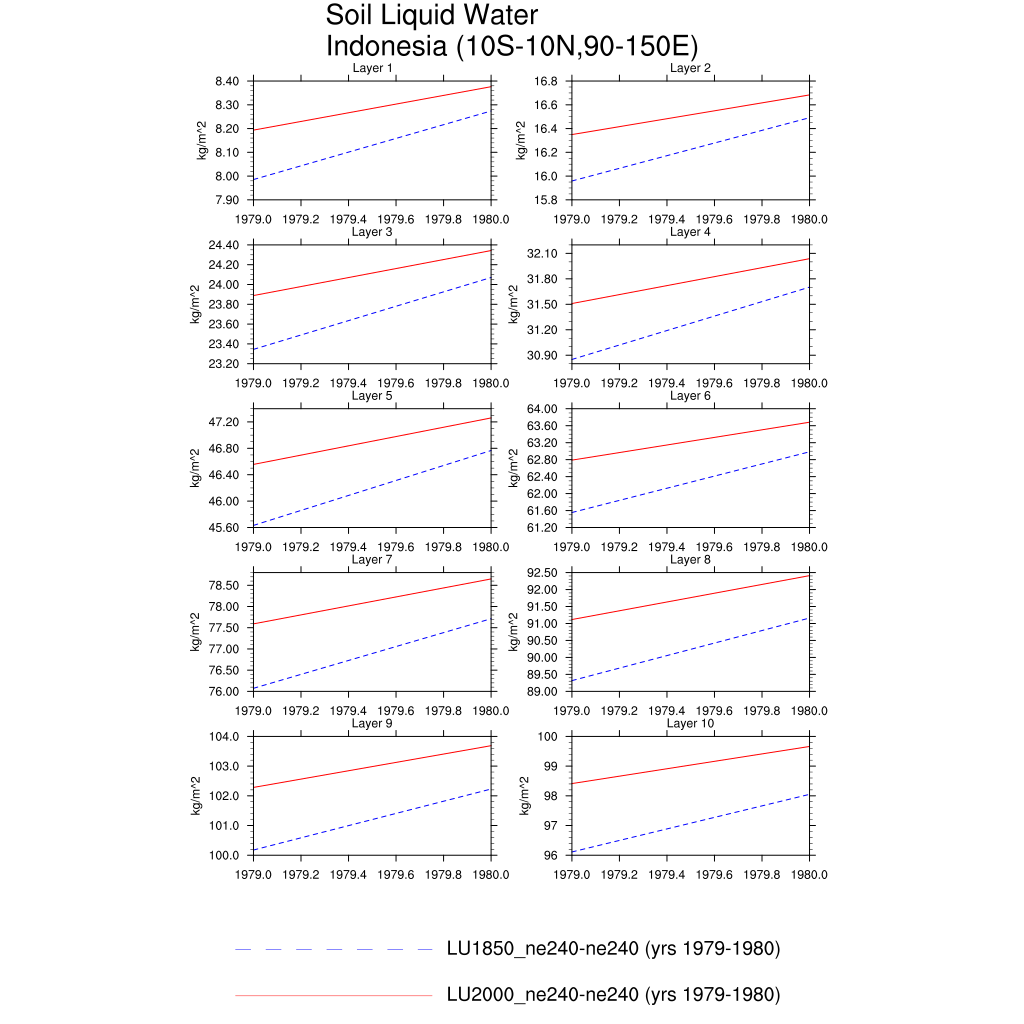 Soil Liquid Water
Indonesia (10S-10N,90-150E)
Layer 1
8.40
8.30
8.20
8.10
8.00
7.90
kg/m^2
1979.0 1979.2 1979.4 1979.6 1979.8 1980.0
Layer 2
16.8
16.6
16.4
16.2
16.0
15.8
kg/m^2
1979.0 1979.2 1979.4 1979.6 1979.8 1980.0
Layer 3
24.40
24.20
24.00
23.80
23.60
23.40
23.20
kg/m^2
1979.0 1979.2 1979.4 1979.6 1979.8 1980.0
Layer 4
32.10
31.80
31.50
31.20
30.90
kg/m^2
1979.0 1979.2 1979.4 1979.6 1979.8 1980.0
Layer 5
47.20
46.80
46.40
46.00
45.60
kg/m^2
1979.0 1979.2 1979.4 1979.6 1979.8 1980.0
Layer 6
64.00
63.60
63.20
62.80
62.40
62.00
61.60
61.20
kg/m^2
1979.0 1979.2 1979.4 1979.6 1979.8 1980.0
Layer 7
78.50
78.00
77.50
77.00
76.50
76.00
kg/m^2
1979.0 1979.2 1979.4 1979.6 1979.8 1980.0
Layer 8
92.50
92.00
91.50
91.00
90.50
90.00
89.50
89.00
kg/m^2
1979.0 1979.2 1979.4 1979.6 1979.8 1980.0
Layer 9
104.0
103.0
102.0
101.0
100.0
kg/m^2
1979.0 1979.2 1979.4 1979.6 1979.8 1980.0
Layer 10
100
99
98
97
96
kg/m^2
1979.0 1979.2 1979.4 1979.6 1979.8 1980.0
LU1850_ne240-ne240 (yrs 1979-1980)
LU2000_ne240-ne240 (yrs 1979-1980)